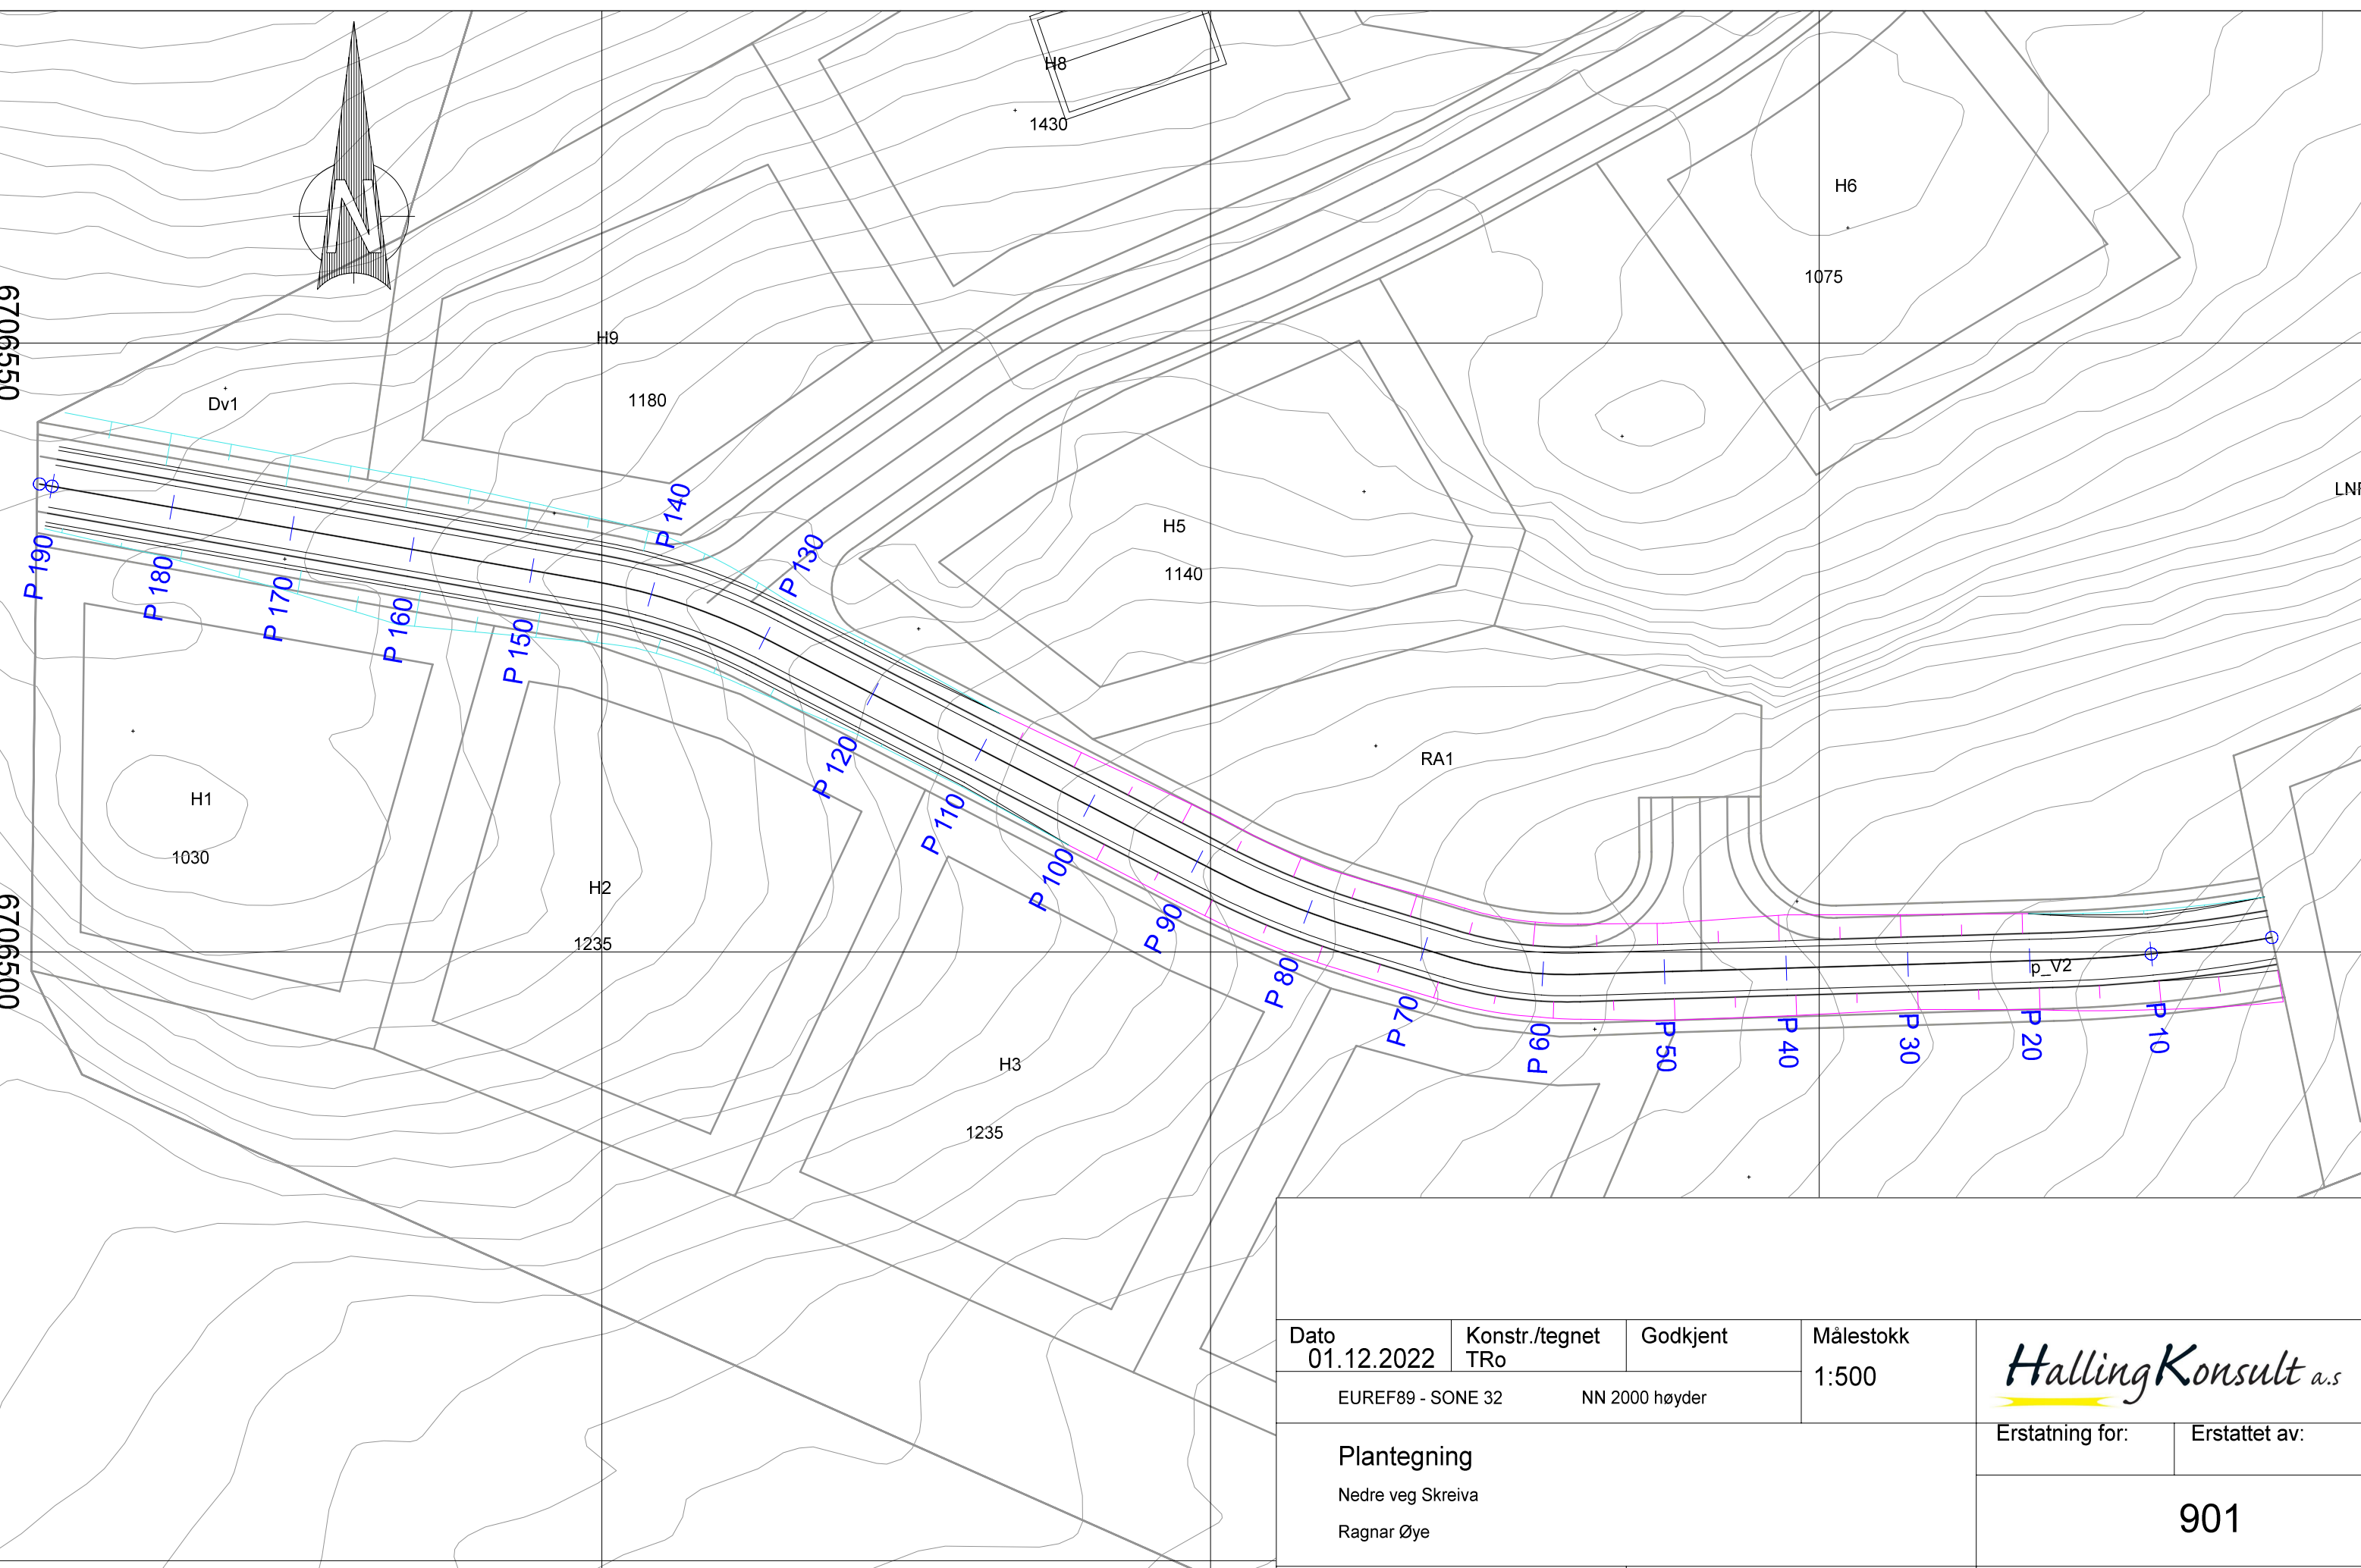 H8
1430
H6
1075
N
H9
1180
6706550
Dv1
LNF
P 140
P 130
H5
1140
P 190
P 180
P 170
P 160
P 150
P 120
P 110
P 100
P 90
P 80
P 70
P 60
P 50
P 40
P 30
P 20
P 10
RA1
H1
1030
H2
1235
6706500
p_V2
H3
1235
Dato
01.12.2022
Konstr./tegnet
TRo
Godkjent
Målestokk
1:500
HallingKonsult a.s
EUREF89 - SONE 32 NN 2000 høyder
Erstatning for:
Erstattet av:
Plantegning
Nedre veg Skreiva
Ragnar Øye
901